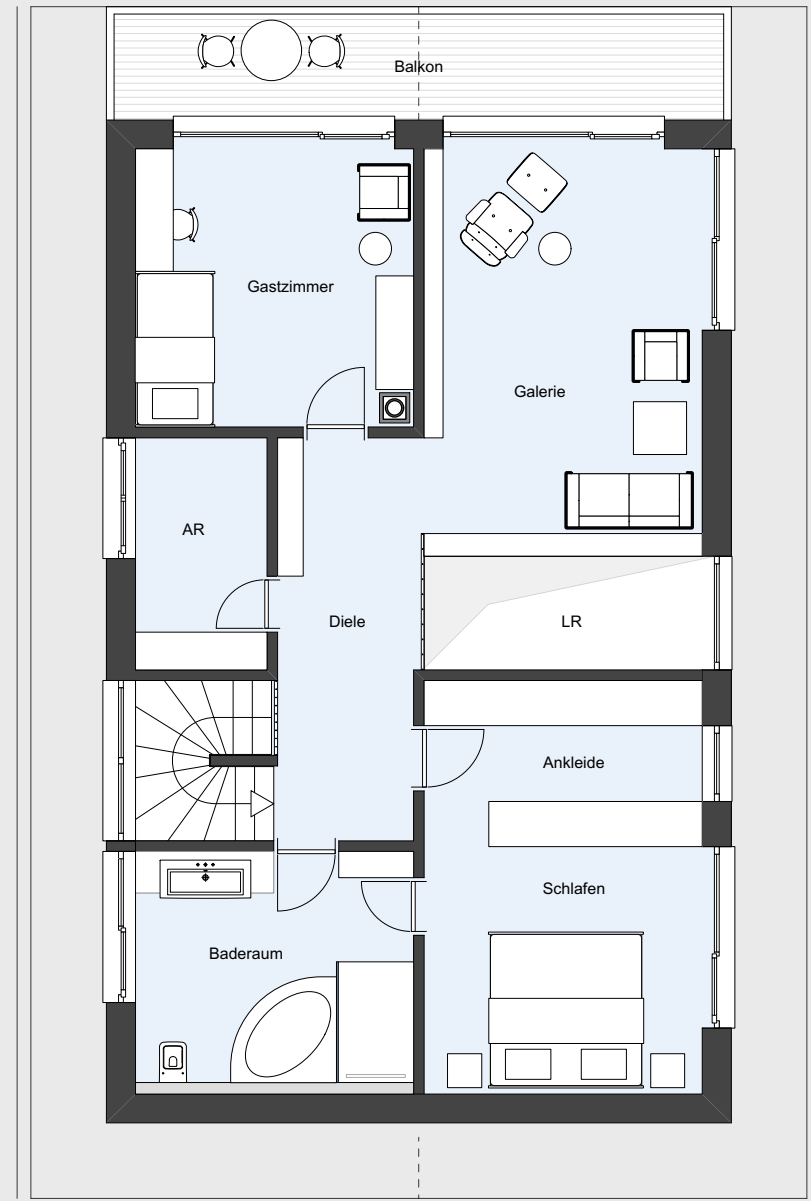 Balkon
Gastzimmer
Galerie
AR
Diele
LR
Ankleide
Schlafen
Baderaum